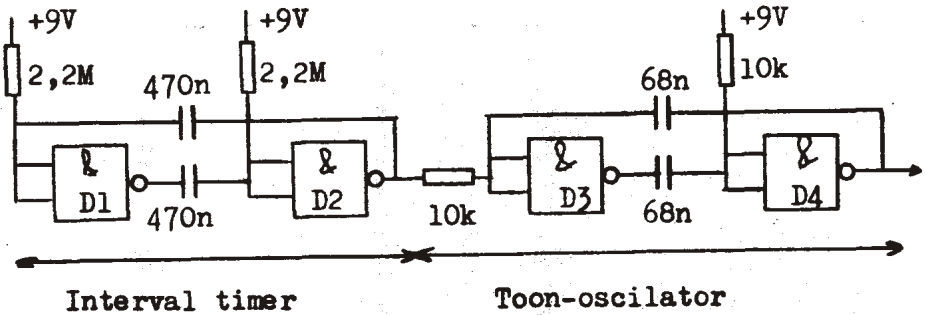 +9V
+9V
+9V
2,2M
2,2M
10k
470n
68n
&
&
&
&
D1
D2
D3
D4
470n
10k
68n
Interval timer
Toon-oscilator